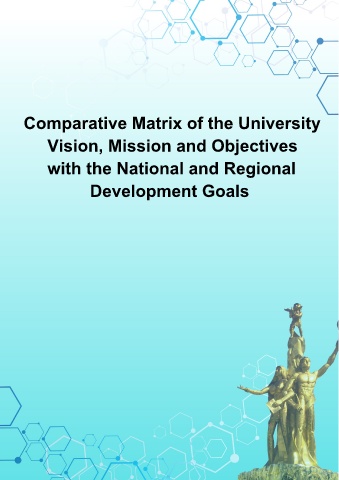 Comparative Matrix of the University
Vision, Mission and Objectives
with the National and Regional
Development Goals